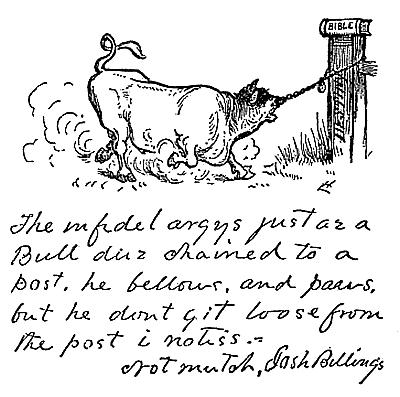 BIBLE
The infidel argys just az a
Bull duz chained to a
post. he bellows, and paws,
but he dont git loose from
the post i notiss.=
Not mutch, Josh Billings